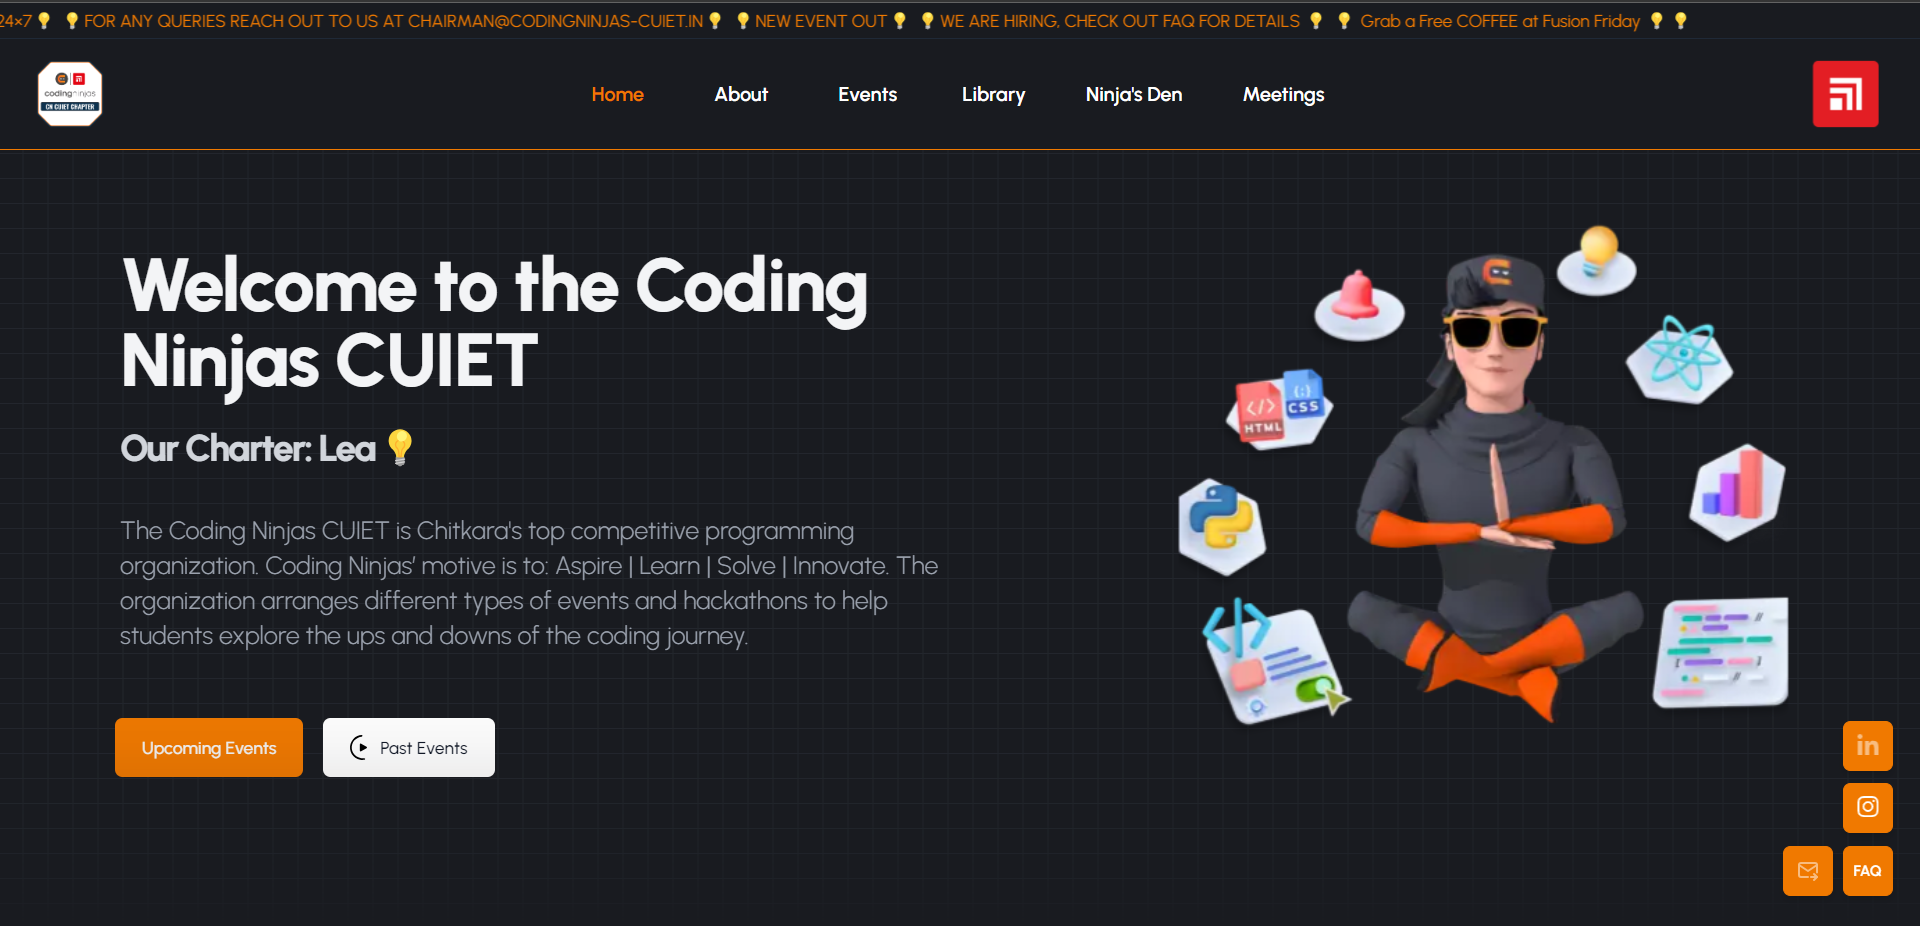 24×7💡 💡FOR ANY QUERIES REACH OUT TO US AT CHAIRMAN@CODINGNINJAS-CUIET.IN💡 💡NEW EVENT OUT💡 💡WE ARE HIRING, CHECK OUT FAQ FOR DETAILS 💡 💡 Grab a Free COFFEE at Fusion Friday 💡 💡
codingninjas
CN CUIET CHAPTER
Home
About
Events
Library
Ninja's Den
Meetings
Welcome to the Coding
Ninjas CUIET
Our Charter: Lea 💡
The Coding Ninjas CUIET is Chitkara's top competitive programming
organization. Coding Ninjas' motive is to: Aspire | Learn | Solve | Innovate. The
organization arranges different types of events and hackathons to help
students explore the ups and downs of the coding journey.
Upcoming Events
Past Events
</>
HTML
{;}
CSS
</>
//
[ ]
//
in
FAQ